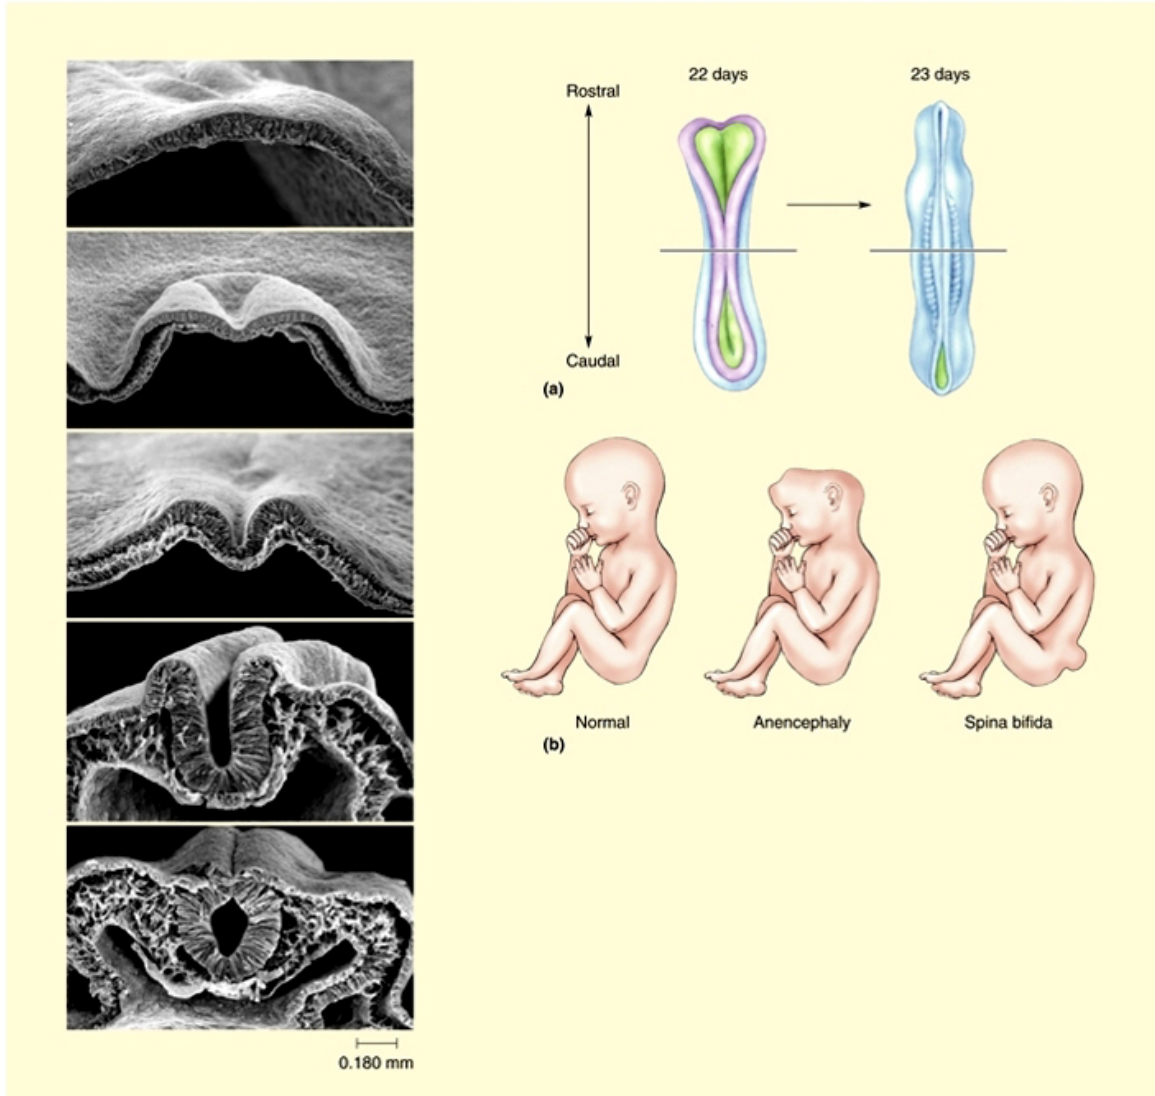 22 days
23 days
Rostral
Caudal
(a)
Normal
Anencephaly
Spina bifida
(b)
0.180 mm